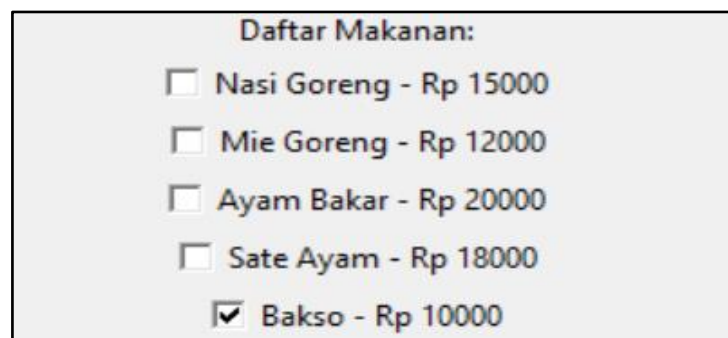 Daftar Makanan:
Nasi Goreng - Rp 15000
Mie Goreng - Rp 12000
Ayam Bakar - Rp 20000
Sate Ayam - Rp 18000
Bakso - Rp 10000